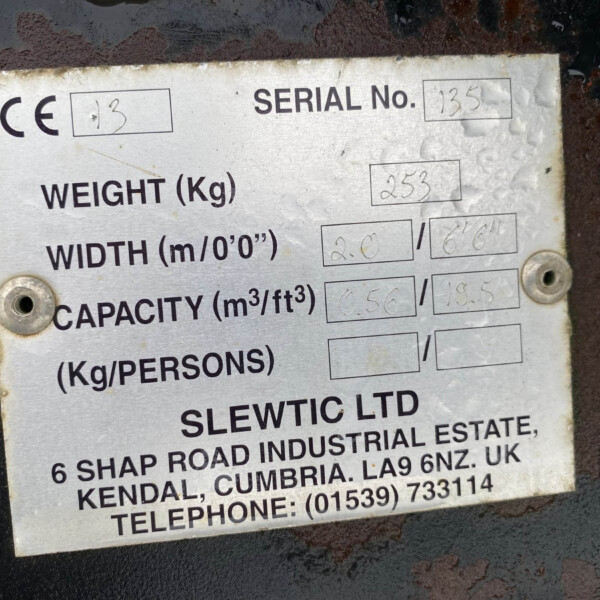 CE 13 SERIAL No. 135
WEIGHT (Kg) 253
WIDTH (m/0'0") 2.0 / 6'6"
CAPACITY (m³/ft³) 0.56 / 19.5
(Kg/PERSONS) /
SLEWTIC LTD
6 SHAP ROAD INDUSTRIAL ESTATE,
KENDAL, CUMBRIA. LA9 6NZ. UK
TELEPHONE: (01539) 733114